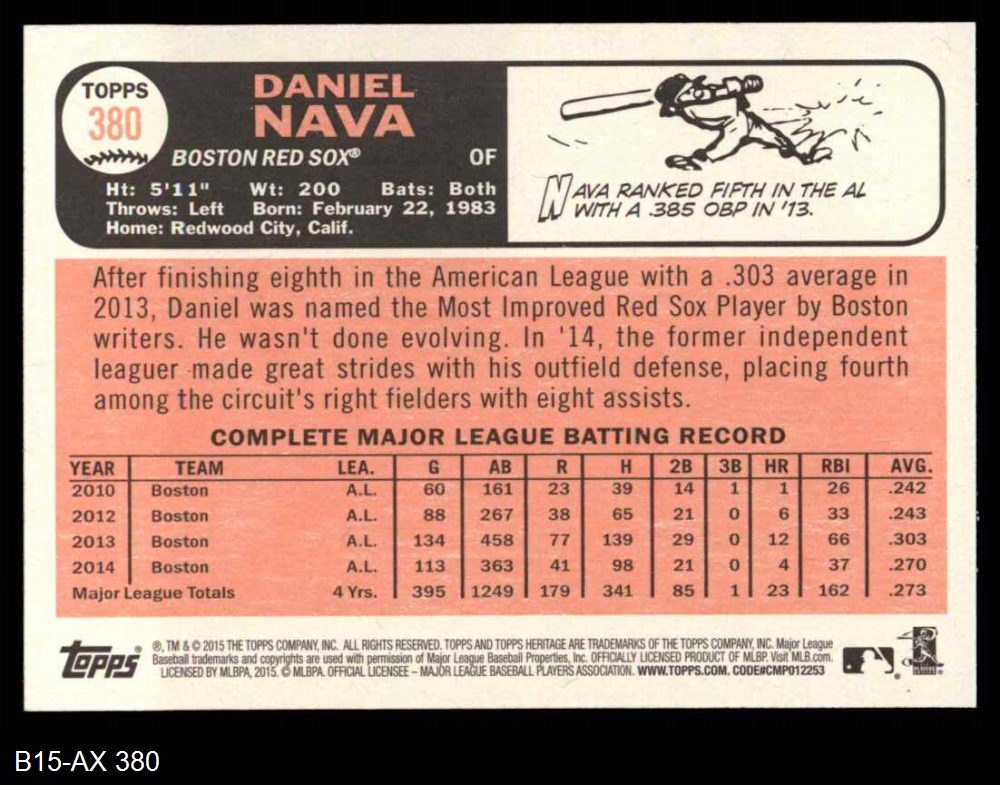 TOPPS
380
DANIEL
NAVA
BOSTON RED SOX® OF
Ht: 5'11" Wt: 200 Bats: Both
Throws: Left Born: February 22, 1983
Home: Redwood City, Calif.
NAVA RANKED FIFTH IN THE AL
WITH A .385 OBP IN '13.
After finishing eighth in the American League with a .303 average in
2013, Daniel was named the Most Improved Red Sox Player by Boston
writers. He wasn't done evolving. In '14, the former independent
leaguer made great strides with his outfield defense, placing fourth
among the circuit's right fielders with eight assists.
COMPLETE MAJOR LEAGUE BATTING RECORD
YEAR TEAM LEA. G AB R H 2B 3B HR RBI AVG.
2010 Boston A.L. 60 161 23 39 14 1 1 26 .242
2012 Boston A.L. 88 267 38 65 21 0 6 33 .243
2013 Boston A.L. 134 458 77 139 29 0 12 66 .303
2014 Boston A.L. 113 363 41 98 21 0 4 37 .270
Major League Totals 4 Yrs. 395 1249 179 341 85 1 23 162 .273
Topps®
®, TM & © 2015 THE TOPPS COMPANY, INC. ALL RIGHTS RESERVED. TOPPS AND TOPPS HERITAGE ARE TRADEMARKS OF THE TOPPS COMPANY, INC. Major League
Baseball trademarks and copyrights are used with permission of Major League Baseball Properties, Inc. OFFICIALLY LICENSED PRODUCT OF MLBP. Visit MLB.com.
LICENSED BY MLBPA, 2015. © MLBPA. OFFICIAL LICENSEE – MAJOR LEAGUE BASEBALL PLAYERS ASSOCIATION. WWW.TOPPS.COM. CODE#CMP012253
B15-AX 380